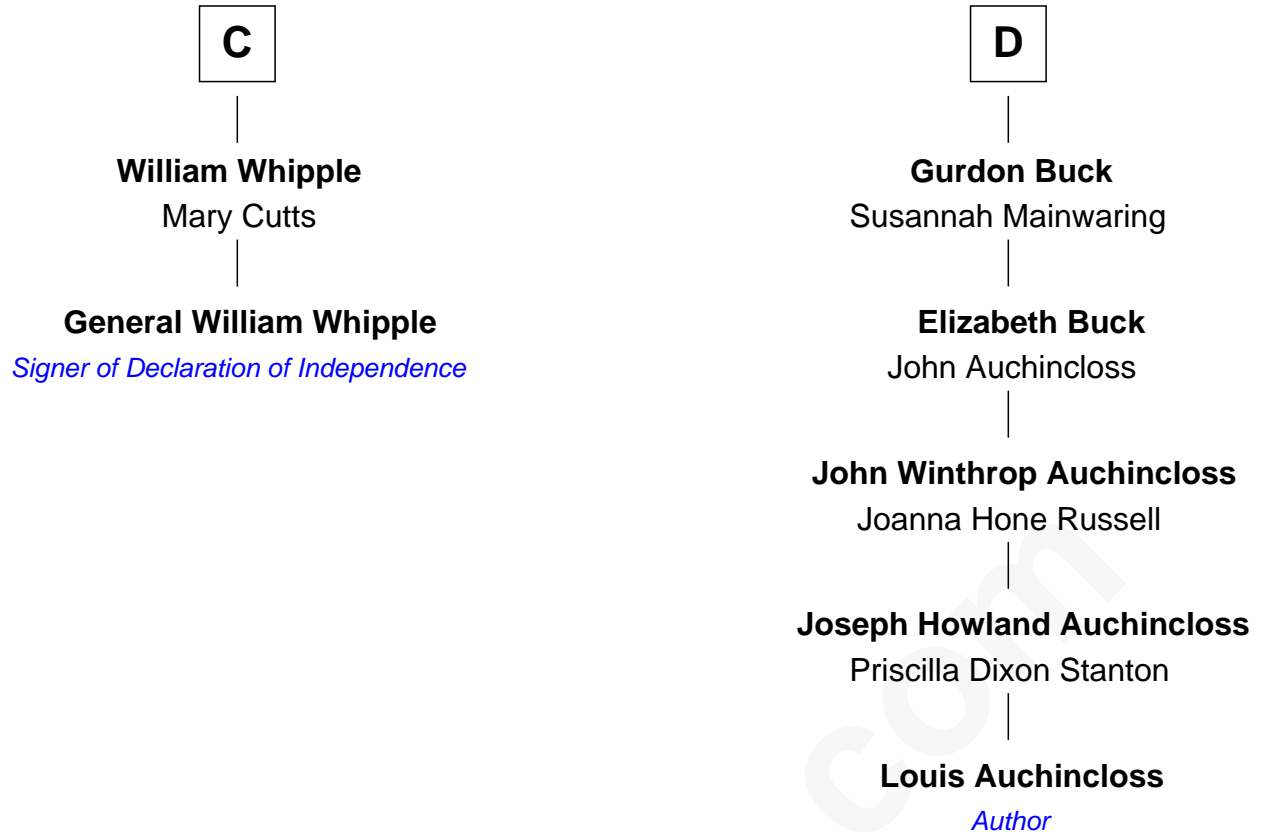 C
William Whipple
Mary Cutts
General William Whipple
Signer of Declaration of Independence
D
Gurdon Buck
Susannah Mainwaring
Elizabeth Buck
John Auchincloss
John Winthrop Auchincloss
Joanna Hone Russell
Joseph Howland Auchincloss
Priscilla Dixon Stanton
Louis Auchincloss
Author
com